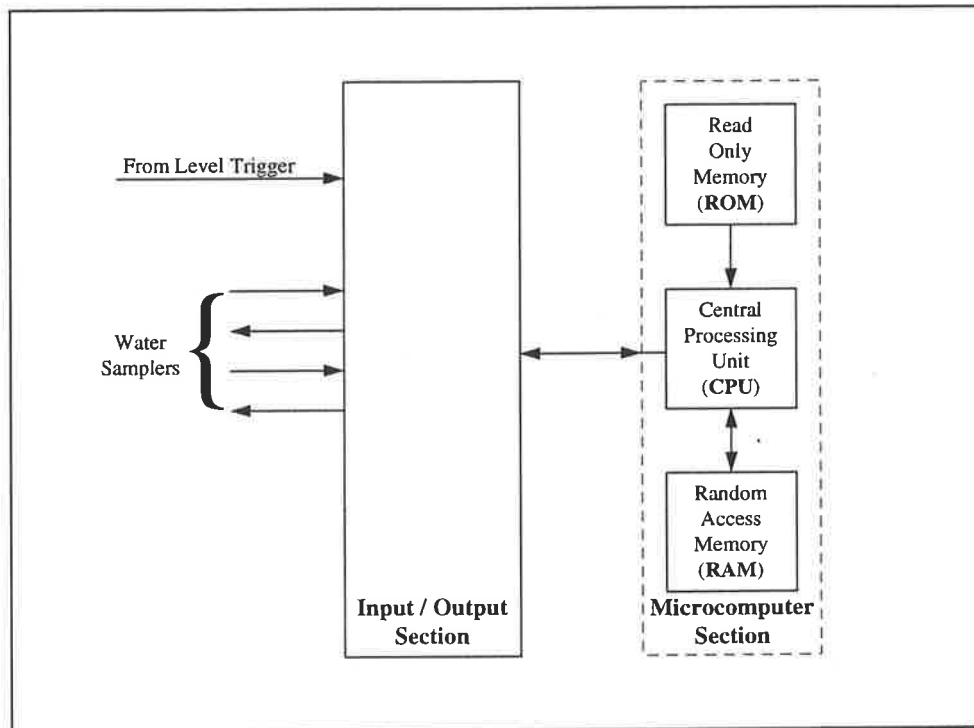 From Level Trigger
Water
Samplers
Input / Output
Section
Read
Only
Memory
(ROM)
Central
Processing
Unit
(CPU)
Random
Access
Memory
(RAM)
Microcomputer
Section